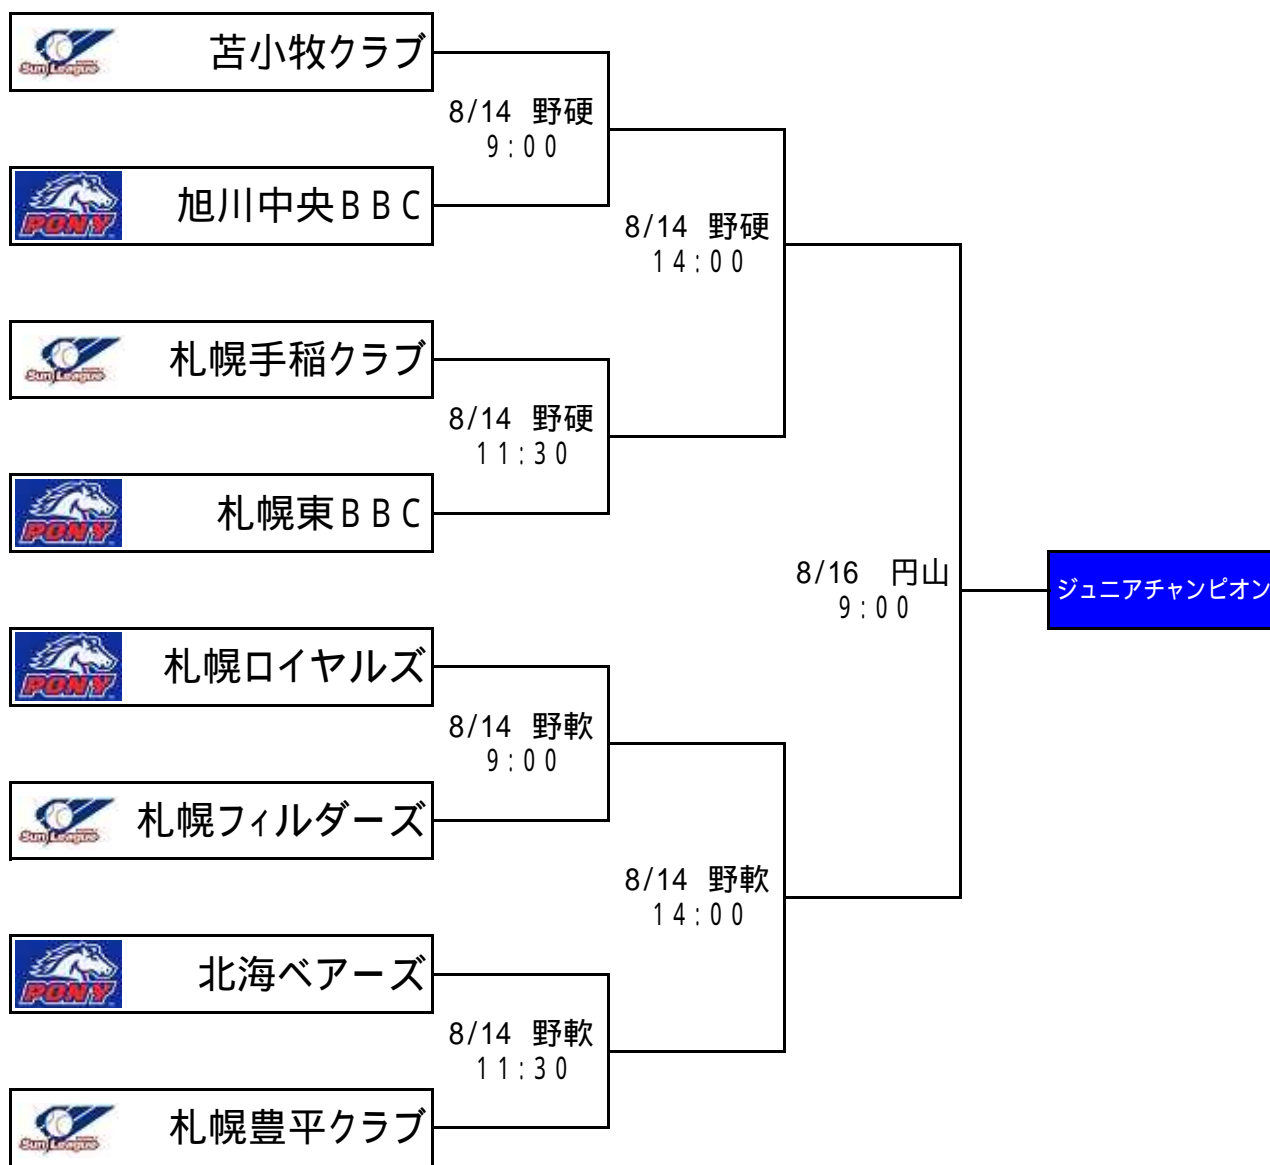 Sun League
苫小牧クラブ
8/14 野硬
9:00
PONY
旭川中央BBC
8/14 野硬
14:00
Sun League
札幌手稲クラブ
8/14 野硬
11:30
PONY
札幌東BBC
8/16 円山
9:00
ジュニアチャンピオン
PONY
札幌ロイヤルズ
8/14 野軟
9:00
Sun League
札幌フィルダーズ
8/14 野軟
14:00
PONY
北海ベアーズ
8/14 野軟
11:30
Sun League
札幌豊平クラブ